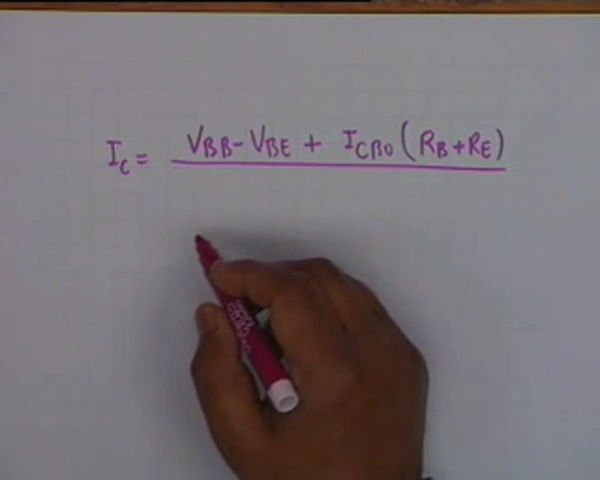 I_C = V_BB - V_BE + I_CBO (R_B + R_E)